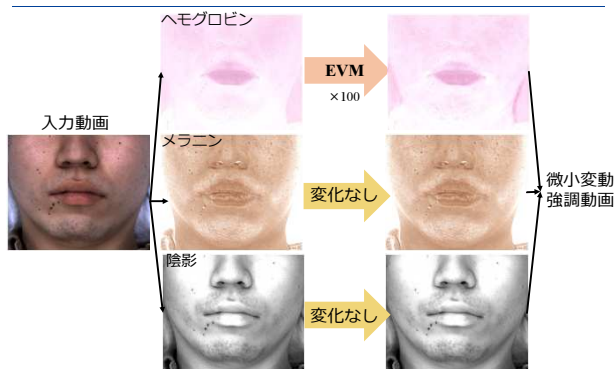 ヘモグロビン
EVM
×100
入力動画
メラニン
変化なし
微小変動
強調動画
陰影
変化なし